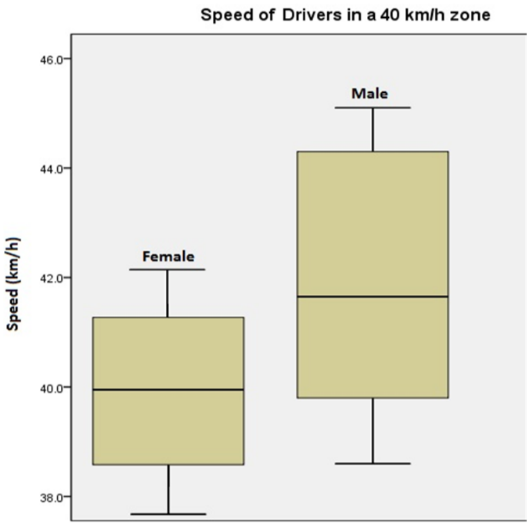 Speed of Drivers in a 40 km/h zone
46.0
Male
44.0
Speed (km/h)
Female
42.0
40.0
38.0